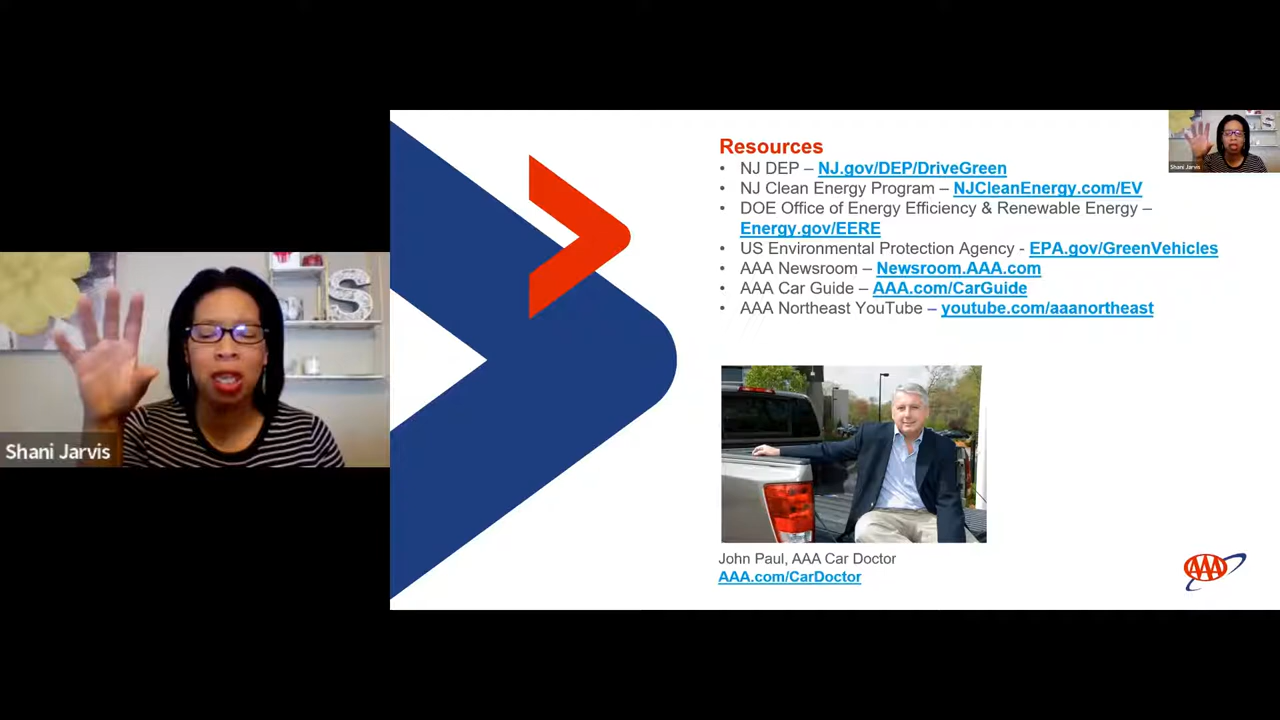 Resources
• NJ DEP – NJ.gov/DEP/DriveGreen
• NJ Clean Energy Program – NJCleanEnergy.com/EV
• DOE Office of Energy Efficiency & Renewable Energy –
Energy.gov/EERE
• US Environmental Protection Agency - EPA.gov/GreenVehicles
• AAA Newsroom – Newsroom.AAA.com
• AAA Car Guide – AAA.com/CarGuide
• AAA Northeast YouTube – youtube.com/aaanortheast
John Paul, AAA Car Doctor
AAA.com/CarDoctor
AAA
S
Shani Jarvis
S
Shani Jarvis